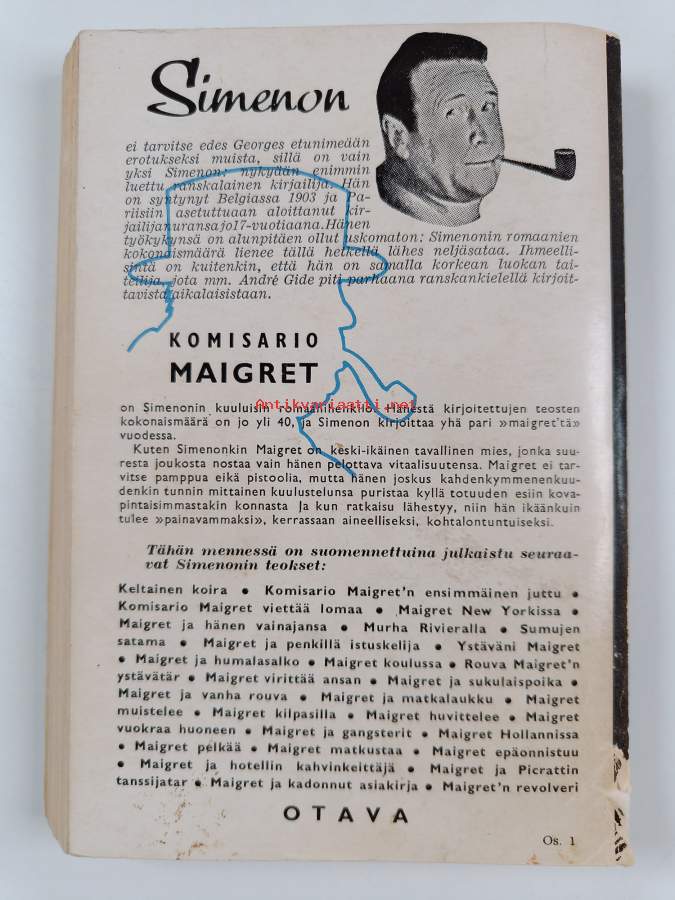 Simenon
ei tarvitse edes Georges etunimeään
erotukseksi muista, sillä on vain
yksi Simenon: nykyään enimmin
luettu ranskalainen kirjailija. Hän
on syntynyt Belgiassa 1903 ja Pa-
riisiin asetuttuaan aloittanut kir-
jailijanuransa jo17-vuotiaana. Hänen
työkykynsä on alunpitäen ollut uskomaton: Simenonin romaanien
kokonaismäärä lienee tällä hetkellä lähes neljäsataa. Ihmeelli-
sintä on kuitenkin, että hän on samalla korkean luokan tai-
teilija, jota mm. André Gide piti parhaana ranskankielellä kirjoit-
tavista aikalaisistaan.
KOMISARIO
MAIGRET
Antikvariaatti.net
on Simenonin kuuluisin romaanihenkilö. Hänestä kirjoitettujen teosten
kokonaismäärä on jo yli 40, ja Simenon kirjoittaa yhä pari »maigret'tä»
vuodessa.
Kuten Simenonkin Maigret on keski-ikäinen tavallinen mies, jonka suu-
resta joukosta nostaa vain hänen pelottava vitaalisuutensa. Maigret ei tar-
vitse pamppua eikä pistoolia, mutta hänen joskus kahdenkymmenenkuu-
denkin tunnin mittainen kuulustelunsa puristaa kyllä totuuden esiin kova-
pintaisimmastakin konnasta Ja kun ratkaisu lähestyy, niin hän ikäänkuin
tulee »painavammaksi», kerrassaan aineelliseksi, kohtalontuntuiseksi.
Tähän mennessä on suomennettuina julkaistu seuraa-
vat Simenonin teokset:
Keltainen koira • Komisario Maigret'n ensimmäinen juttu •
Komisario Maigret viettää lomaa • Maigret New Yorkissa •
Maigret ja hänen vainajansa • Murha Rivieralla • Sumujen
satama • Maigret ja penkillä istuskelija • Ystäväni Maigret
• Maigret ja humalasalko • Maigret koulussa • Rouva Maigret'n
ystävätär • Maigret virittää ansan • Maigret ja sukulaispoika •
Maigret ja vanha rouva • Maigret ja matkalaukku • Maigret
muistelee • Maigret kilpasilla • Maigret huvittelee • Maigret
vuokraa huoneen • Maigret ja gangsterit • Maigret Hollannissa
• Maigret pelkää • Maigret matkustaa • Maigret epäonnistuu
• Maigret ja hotellin kahvinkeittäjä • Maigret ja Picrattin
tanssijatar • Maigret ja kadonnut asiakirja • Maigret'n revolveri
OTAVA
Os. 1